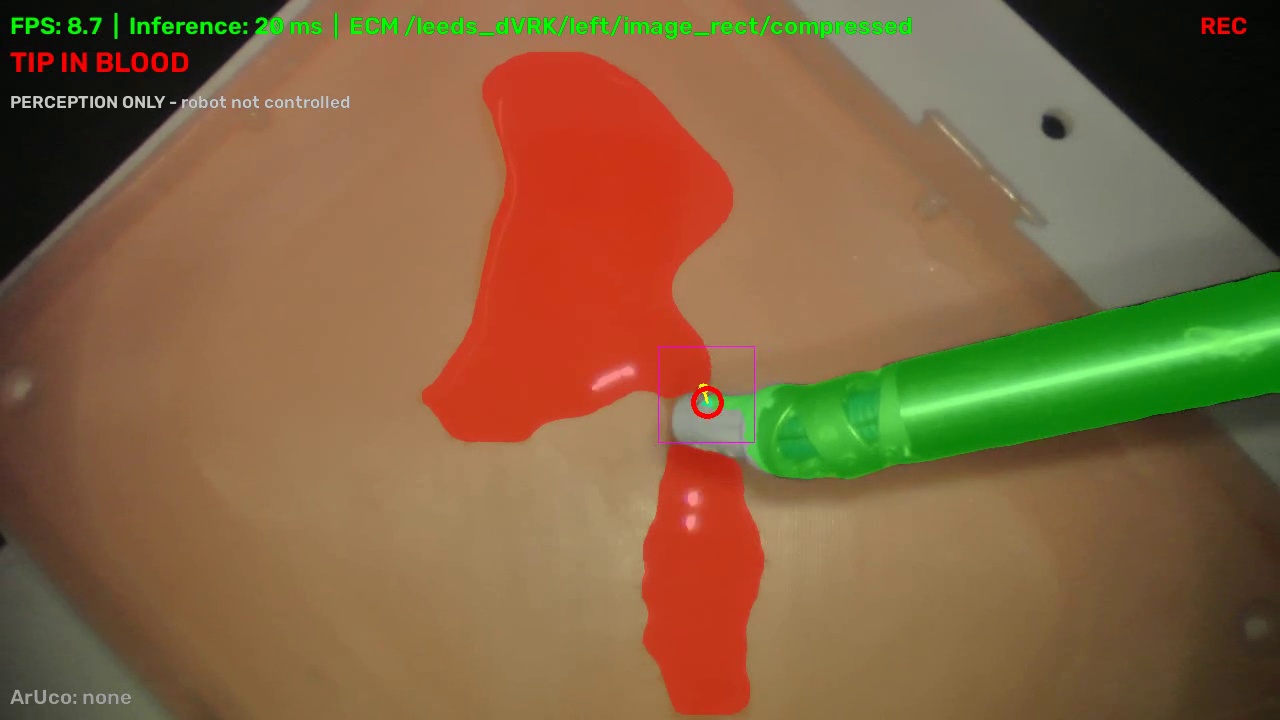 FPS: 8.7 | Inference: 20 ms | ECM /leeds_dVRK/left/image_rect/compressed
REC
TIP IN BLOOD
PERCEPTION ONLY - robot not controlled
ArUco: none